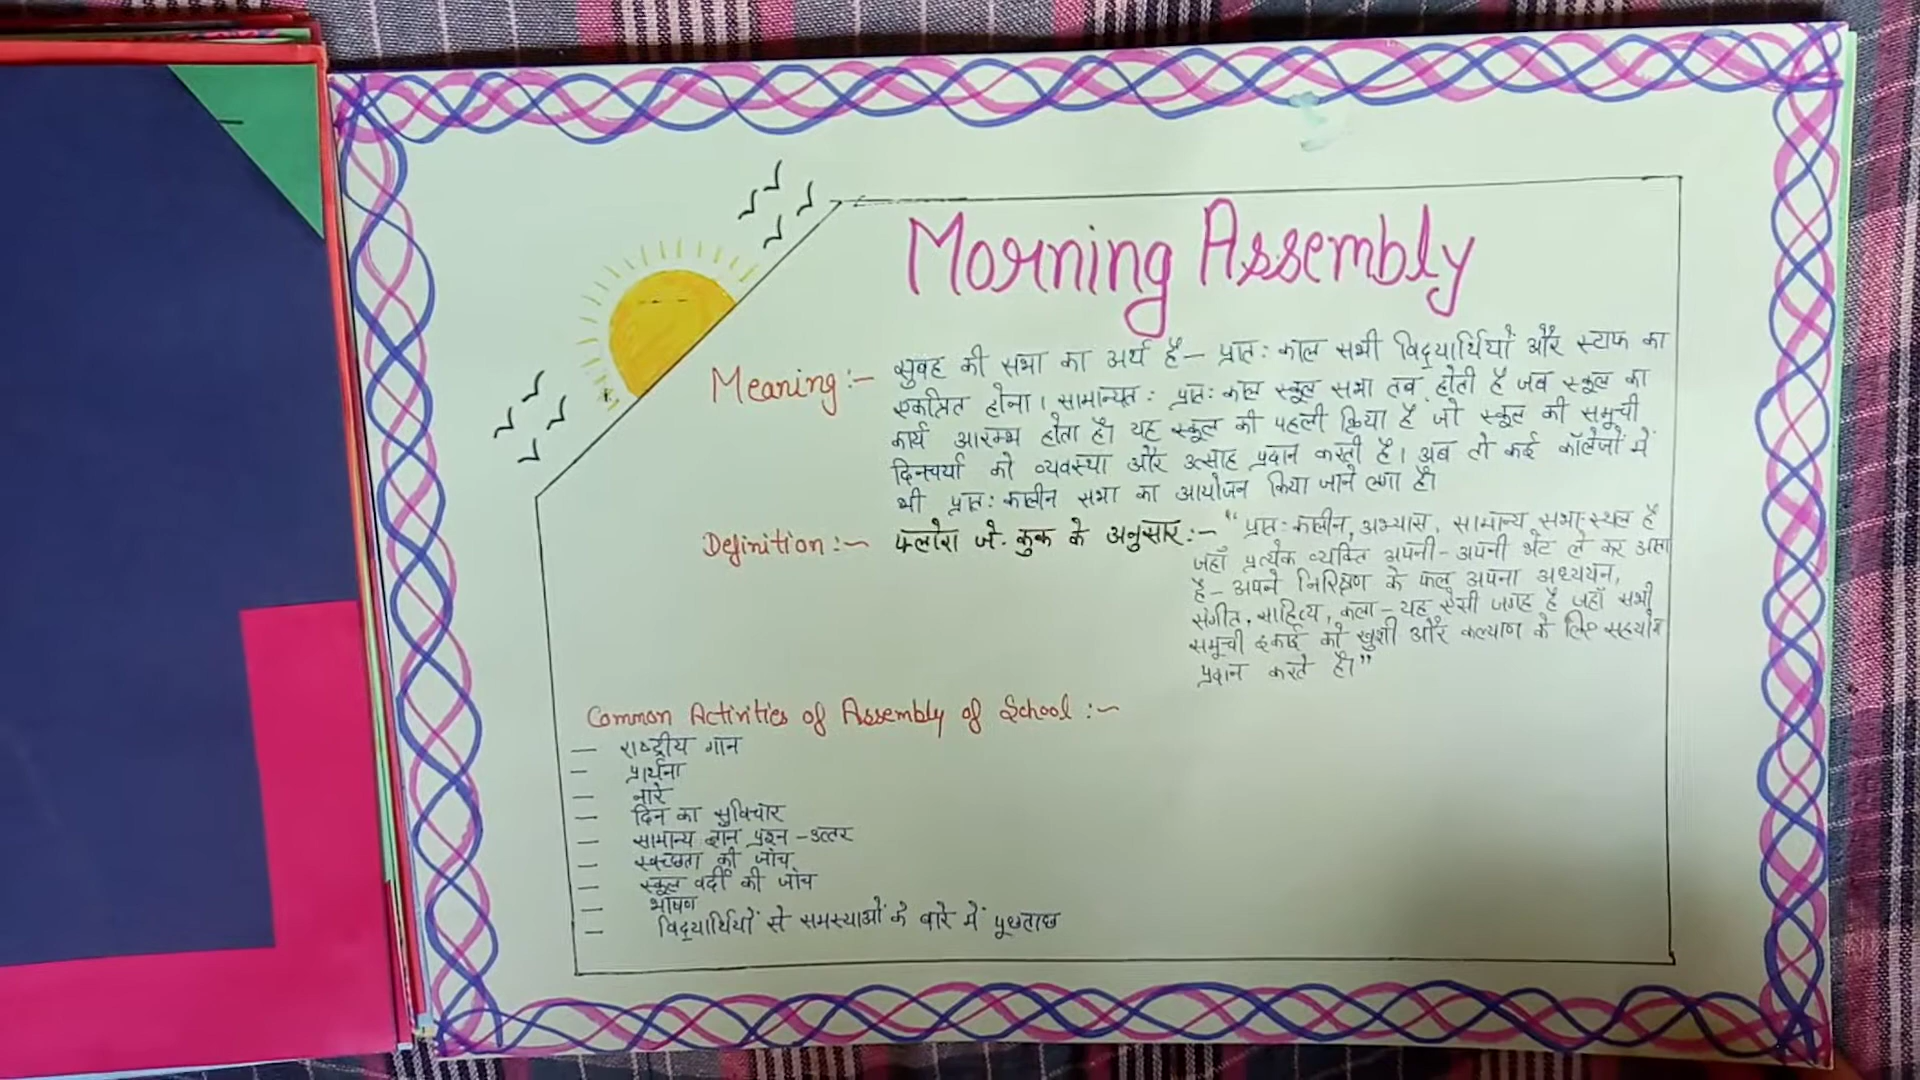 Morning Assembly
Meaning :- सुबह की सभा का अर्थ है - प्रात: काल सभी विद्यार्थियों और स्टाफ का
एकत्रित होना। सामान्यत: प्रात: काल स्कूल सभा तब होती है जब स्कूल का
कार्य आरम्भ होता है। यह स्कूल की पहली क्रिया है जो स्कूल की समूची
दिनचर्या को व्यवस्था और उत्साह प्रदान करती है। अब तो कई कॉलेजों में
भी प्रात: कालीन सभा का आयोजन किया जाने लगा है।
Definition :- फ्लोरा जे. कुक के अनुसार :- “ प्रात: कालीन, अभ्यास, सामान्य सभा-स्थल है
जहाँ प्रत्येक व्यक्ति अपनी - अपनी भेंट ले कर आता
है - अपने निरिक्षण के फल, अपना अध्ययन,
संगीत, साहित्य, कला - यह ऐसी जगह है जहाँ सभी
समूची इकाई की खुशी और कल्याण के लिए सहयोग
प्रदान करते है। ”
Common Activities of Assembly of School :-
- राष्ट्रीय गान
- प्रार्थना
- नारे
- दिन का सुविचार
- सामान्य ज्ञान प्रश्न - उत्तर
- स्वच्छता की जांच
- स्कूल वर्दी की जांच
- भाषण
- विद्यार्थियों से समस्याओं के बारे में पूछताछ